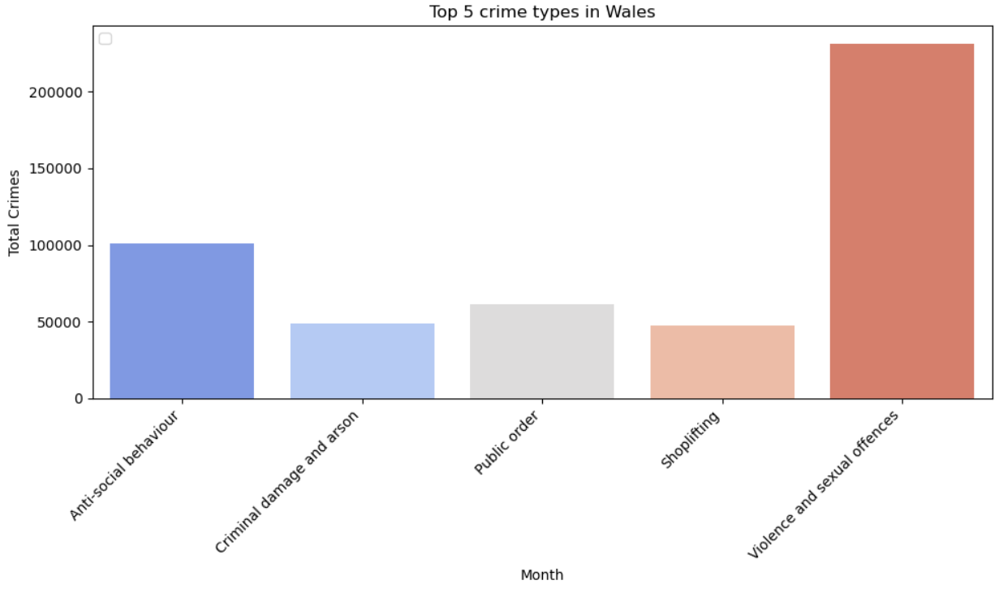 Top 5 crime types in Wales
Total Crimes
200000
150000
100000
50000
0
Anti-social behaviour
Criminal damage and arson
Public order
Shoplifting
Violence and sexual offences
Month